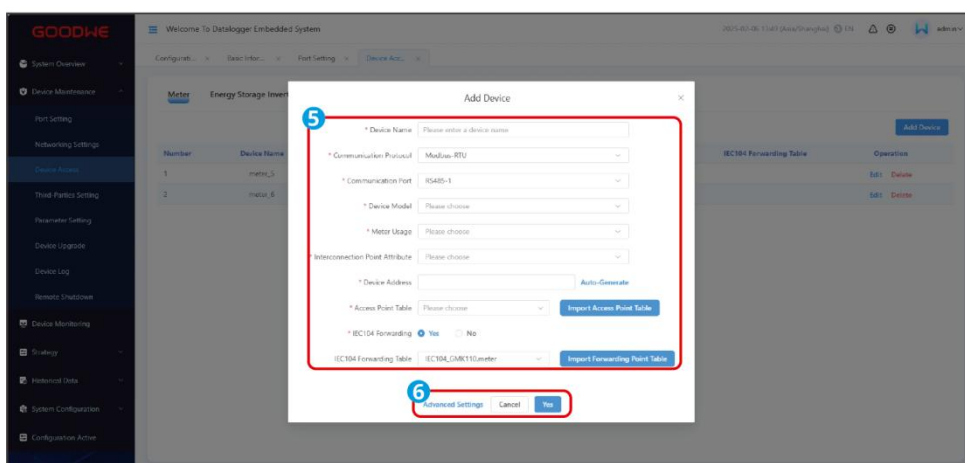 GOODWE
Welcome To Datalogger Embedded System
EN
admin
System Overview
Configurati...
Basic Infor...
Port Setting
Device Acc...
Device Maintenance
Meter
Energy Storage Invert
Add Device
5
* Device Name
Please enter a device name
Port Setting
Add Device
Networking Settings
Number
Device Name
* Communication Protocol
Modbus-RTU
IEC104 Forwarding Table
Operation
Device Access
1
meter_5
* Communication Port
RS485-1
Edit Delete
Third-Parties Setting
2
meter_6
* Device Model
Please choose
Edit Delete
Parameter Setting
* Meter Usage
Please choose
Device Upgrade
* Interconnection Point Attribute
Please choose
Device Log
* Device Address
Auto-Generate
Remote Shutdown
* Access Point Table
Please choose
Import Access Point Table
Device Monitoring
* IEC104 Forwarding
Yes
No
Strategy
IEC104 Forwarding Table
IEC104_GMK110.meter
Import Forwarding Point Table
Historical Data
6
System Configuration
Advanced Settings
Cancel
Yes
Configuration Active